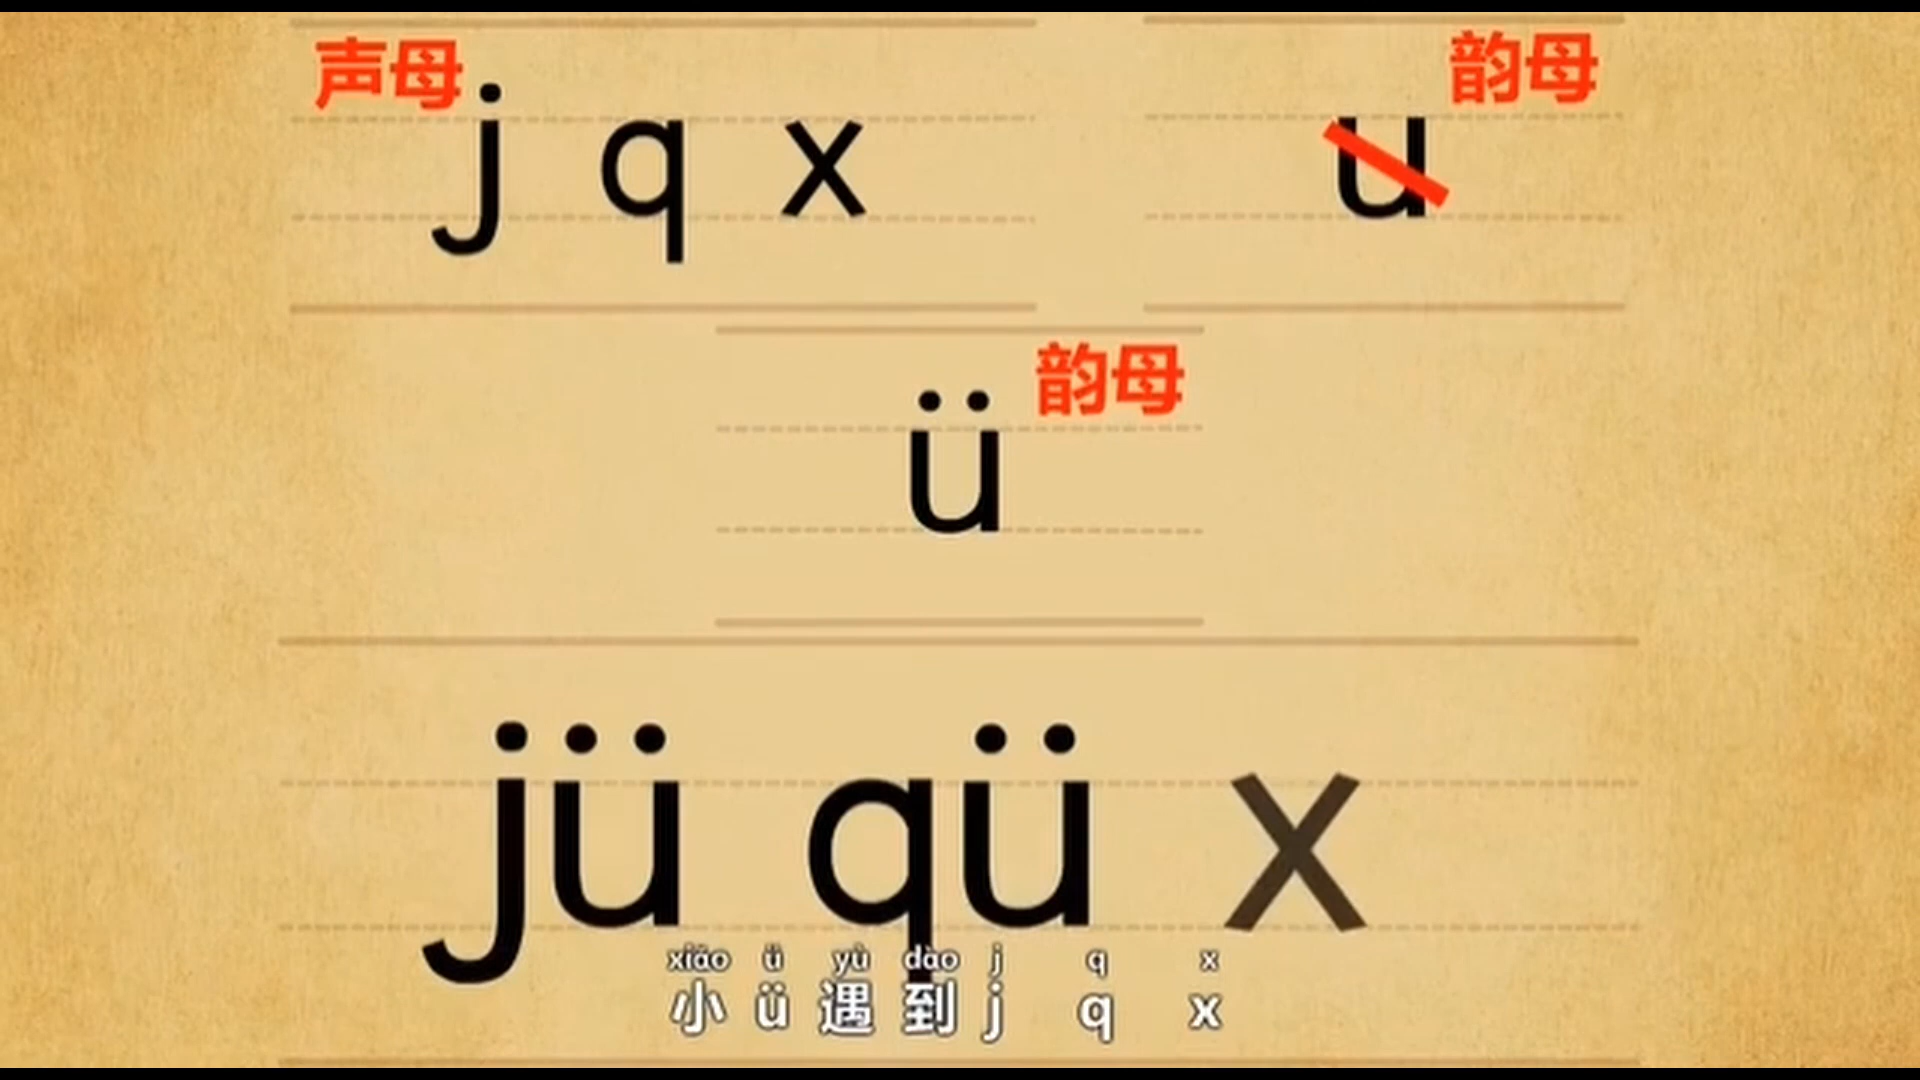 声母 韵母
j q x u
韵母
ü
jü qü x
xiǎo ü yù dào j q x
小 ü 遇 到 j q x